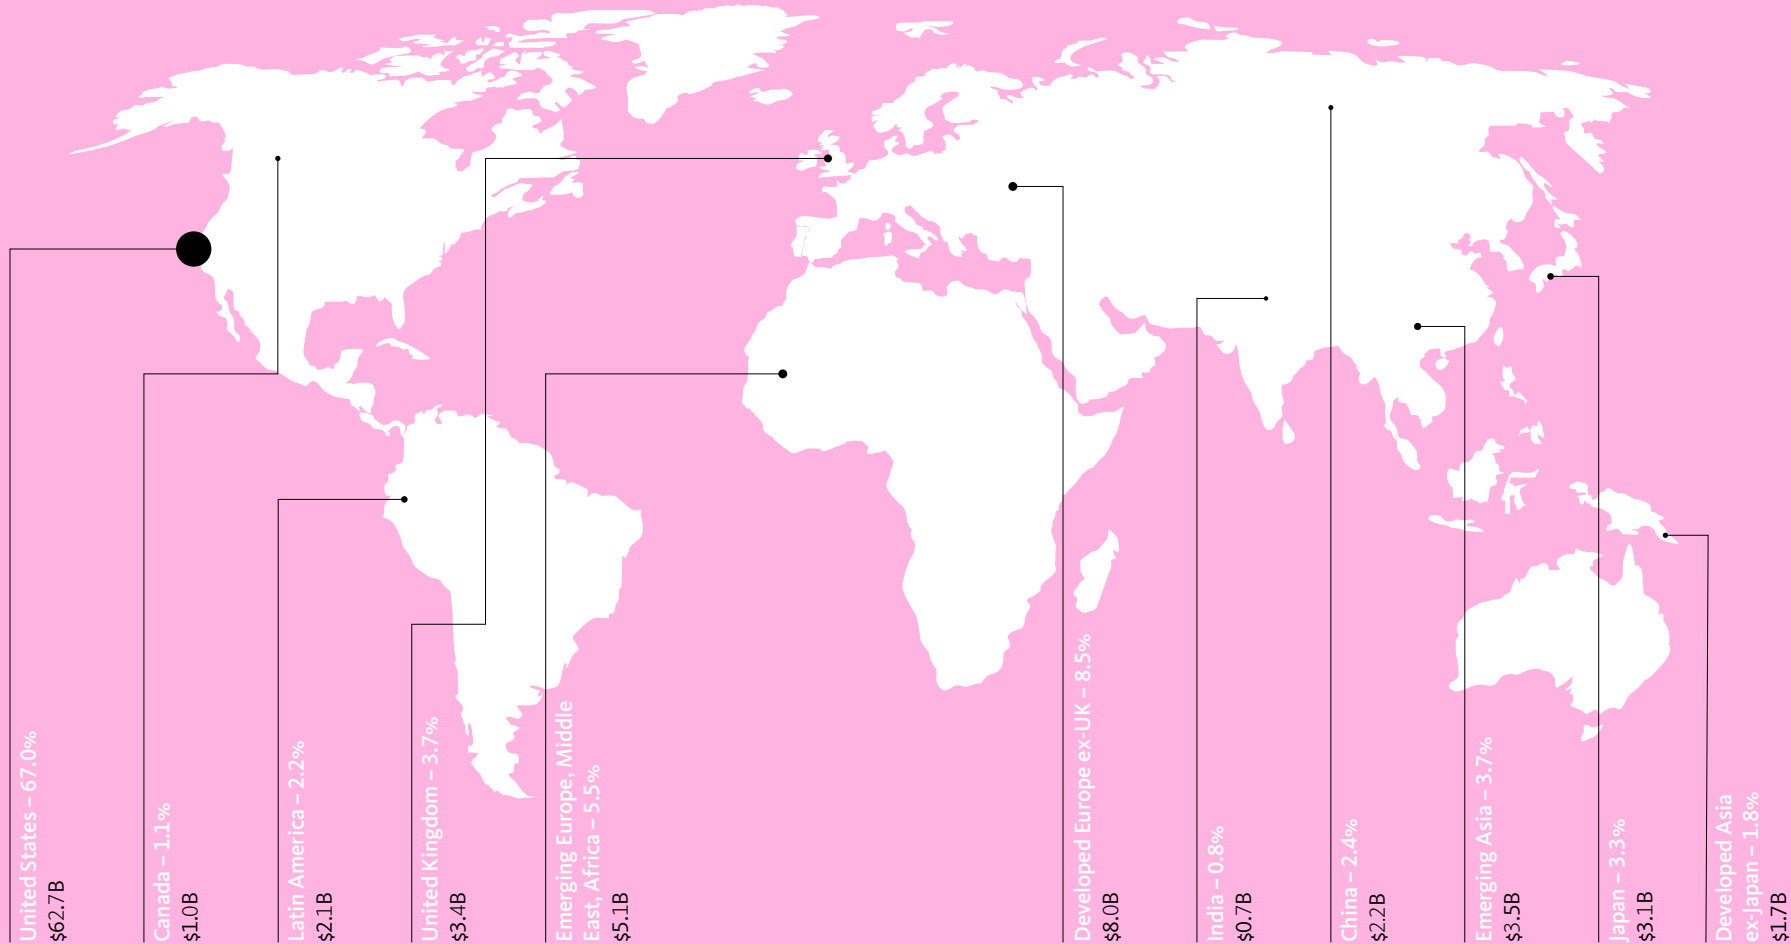 United States – 67.0%
$62.7B
Canada – 1.1%
$1.0B
Latin America – 2.2%
$2.1B
United Kingdom – 3.7%
$3.4B
Emerging Europe, Middle
East, Africa – 5.5%
$5.1B
Developed Europe ex-UK – 8.5%
$8.0B
India – 0.8%
$0.7B
China – 2.4%
$2.2B
Emerging Asia – 3.7%
$3.5B
Japan – 3.3%
$3.1B
Developed Asia
ex-Japan – 1.8%
$1.7B